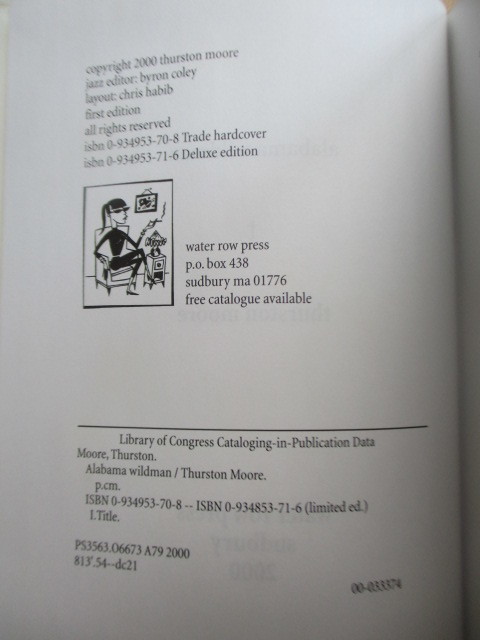 copyright 2000 thurston moore
jazz editor: byron coley
layout: chris habib
first edition
all rights reserved
isbn 0-934953-70-8 Trade hardcover
isbn 0-934953-71-6 Deluxe edition
water row press
p.o. box 438
sudbury ma 01776
free catalogue available
Library of Congress Cataloging-in-Publication Data
Moore, Thurston.
Alabama wildman / Thurston Moore.
p.cm.
ISBN 0-934953-70-8 -- ISBN 0-934853-71-6 (limited ed.)
I.Title.
PS3563.O6673 A79 2000
813'.54--dc21
00-033374